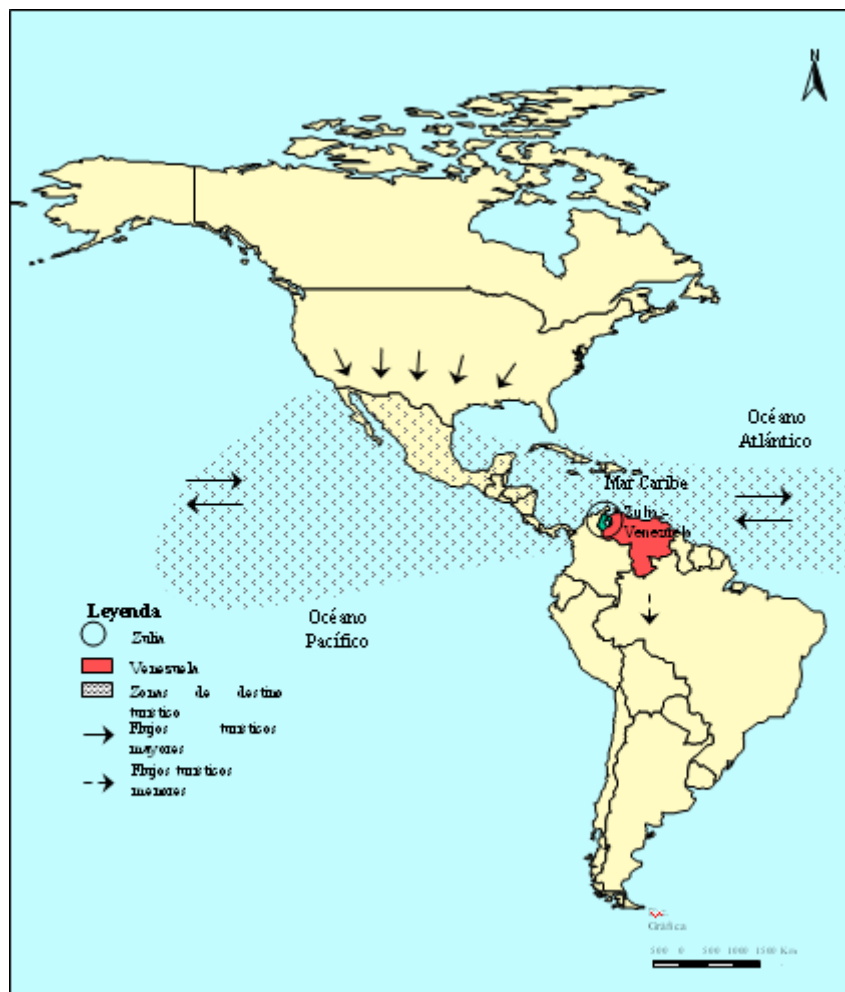 N
Océano
Atlántico
Mar Caribe
Zulia -
Venezuela
Océano
Pacífico
Leyenda
Zulia
Venezuela
Zonas de destino
turístico
Flujos turísticos
mayores
Flujos turísticos
menores
Gráfica
500 0 500 1000 1500 Km